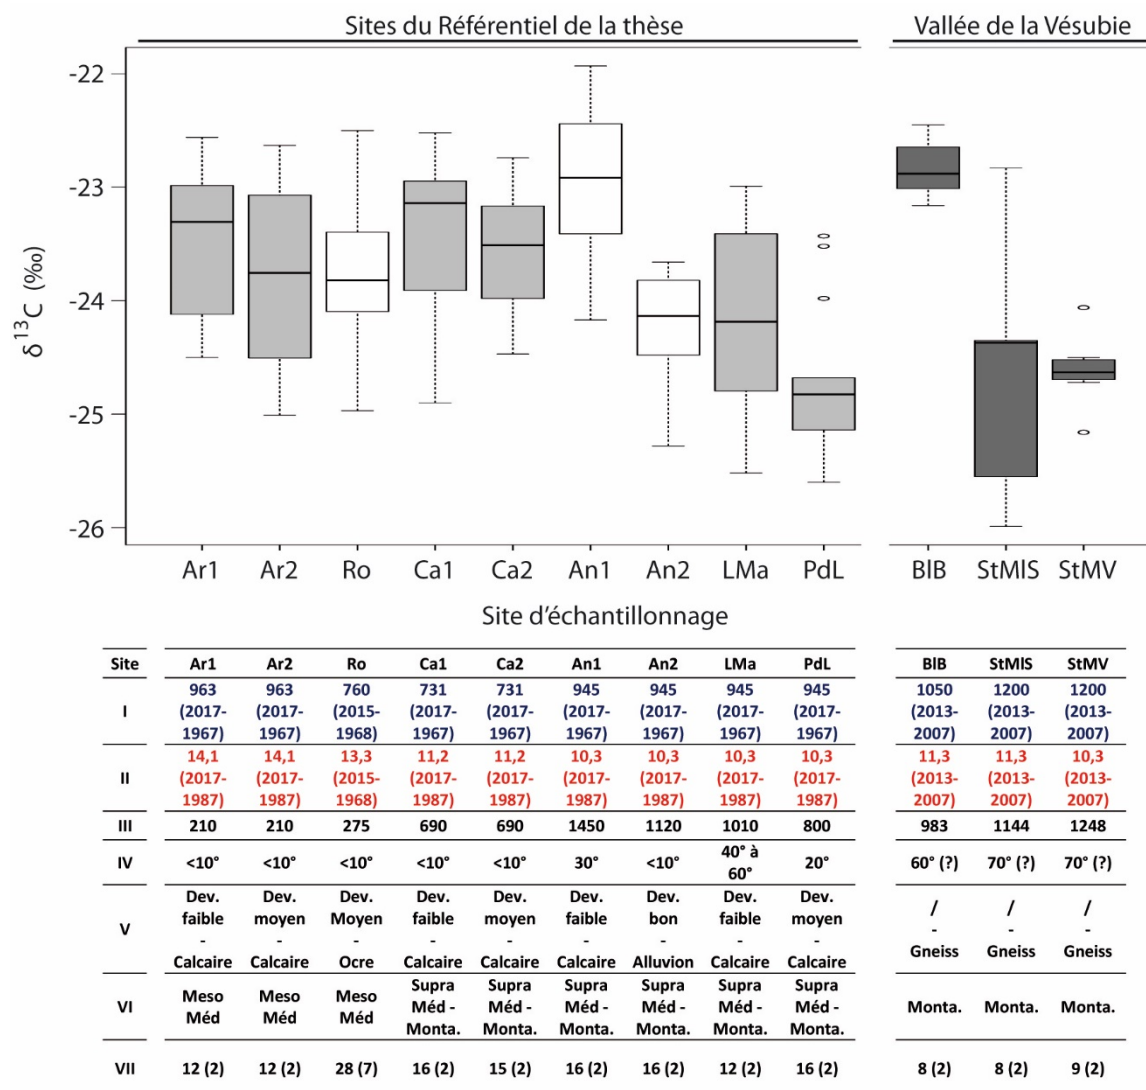 Sites du Référentiel de la thèse
Vallée de la Vésubie
δ13C (‰)
-22
-23
-24
-25
-26
Ar1 Ar2 Ro Ca1 Ca2 An1 An2 LMa PdL BlB StMlS StMV
Site d'échantillonnage
Site Ar1 Ar2 Ro Ca1 Ca2 An1 An2 LMa PdL BlB StMlS StMV
963 963 760 731 731 945 945 945 945 1050 1200 1200
I (2017- (2017- (2015- (2017- (2017- (2017- (2017- (2017- (2017- (2013- (2013- (2013-
1967) 1967) 1968) 1967) 1967) 1967) 1967) 1967) 1967) 2007) 2007) 2007)
14,1 14,1 13,3 11,2 11,2 10,3 10,3 10,3 10,3 11,3 11,3 10,3
II (2017- (2017- (2015- (2017- (2017- (2017- (2017- (2017- (2017- (2013- (2013- (2013-
1987) 1987) 1968) 1987) 1987) 1987) 1987) 1987) 1987) 2007) 2007) 2007)
III 210 210 275 690 690 1450 1120 1010 800 983 1144 1248
IV <10° <10° <10° <10° <10° 30° <10° 40° à 60° 20° 60° (?) 70° (?) 70° (?)
Dev. Dev. Dev. Dev. Dev. Dev. Dev. Dev. Dev.
faible moyen Moyen faible moyen faible bon faible moyen / / /
V - - - - - - - - - - - -
Calcaire Calcaire Ocre Calcaire Calcaire Calcaire Alluvion Calcaire Calcaire Gneiss Gneiss Gneiss
Meso Meso Meso Supra Supra Supra Supra Supra Supra
VI Méd Méd Méd Méd - Méd - Méd - Méd - Méd - Méd - Monta. Monta. Monta.
Monta. Monta. Monta. Monta. Monta. Monta.
VII 12 (2) 12 (2) 28 (7) 16 (2) 15 (2) 16 (2) 16 (2) 12 (2) 16 (2) 8 (2) 8 (2) 9 (2)